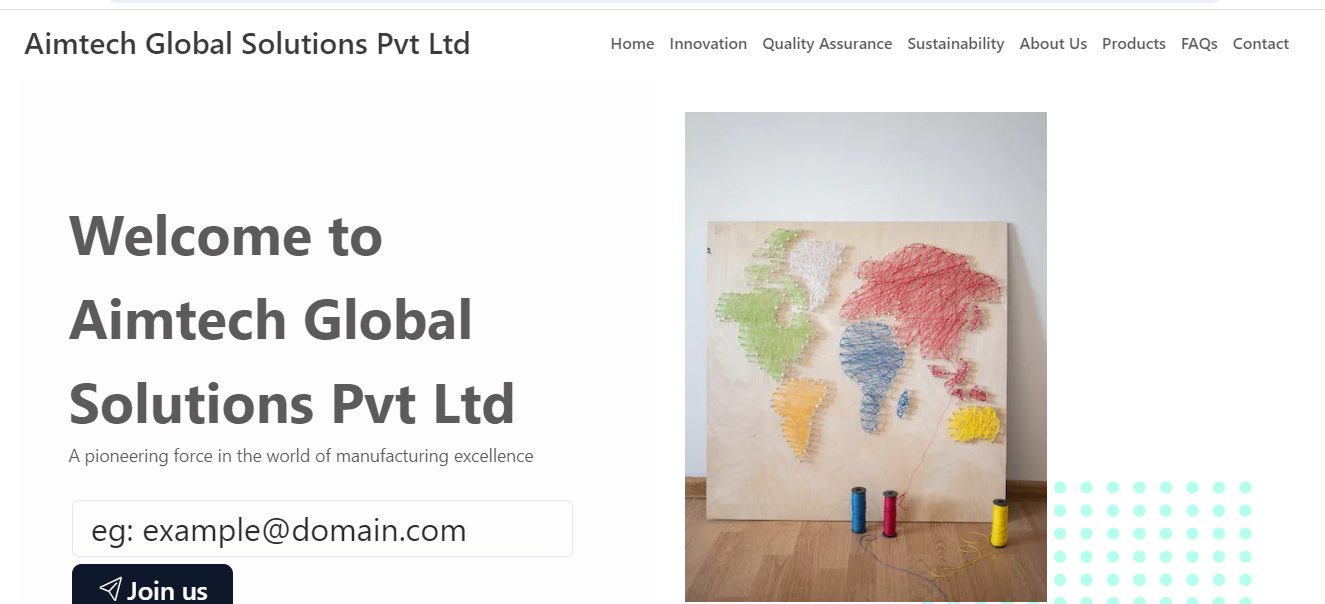 Aimtech Global Solutions Pvt Ltd
Home Innovation Quality Assurance Sustainability About Us Products FAQs Contact
Welcome to
Aimtech Global
Solutions Pvt Ltd
A pioneering force in the world of manufacturing excellence
eg: example@domain.com
Join us